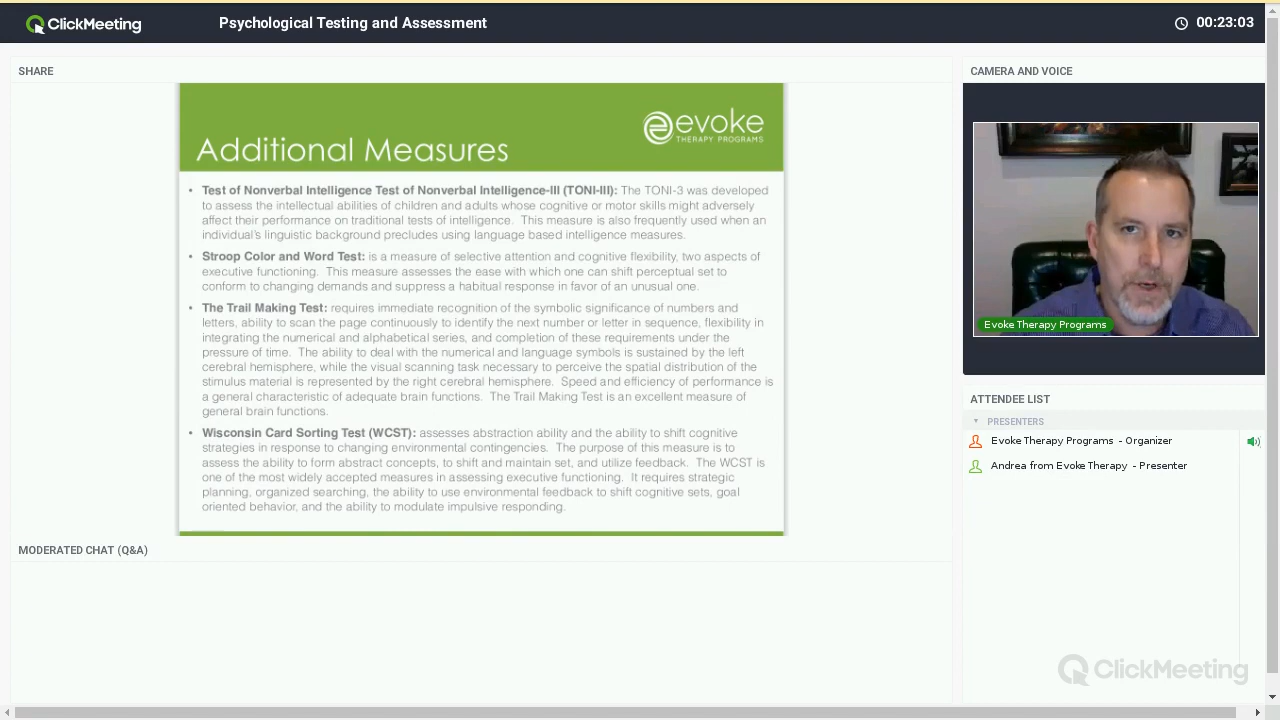 ClickMeeting
Psychological Testing and Assessment
00:23:03
SHARE
evoke
THERAPY PROGRAMS
Additional Measures
• Test of Nonverbal Intelligence Test of Nonverbal Intelligence-III (TONI-III): The TONI-3 was developed
to assess the intellectual abilities of children and adults whose cognitive or motor skills might adversely
affect their performance on traditional tests of intelligence. This measure is also frequently used when an
individual's linguistic background precludes using language based intelligence measures.
• Stroop Color and Word Test: is a measure of selective attention and cognitive flexibility, two aspects of
executive functioning. This measure assesses the ease with which one can shift perceptual set to
conform to changing demands and suppress a habitual response in favor of an unusual one.
• The Trail Making Test: requires immediate recognition of the symbolic significance of numbers and
letters, ability to scan the page continuously to identify the next number or letter in sequence, flexibility in
integrating the numerical and alphabetical series, and completion of these requirements under the
pressure of time. The ability to deal with the numerical and language symbols is sustained by the left
cerebral hemisphere, while the visual scanning task necessary to perceive the spatial distribution of the
stimulus material is represented by the right cerebral hemisphere. Speed and efficiency of performance is
a general characteristic of adequate brain functions. The Trail Making Test is an excellent measure of
general brain functions.
• Wisconsin Card Sorting Test (WCST): assesses abstraction ability and the ability to shift cognitive
strategies in response to changing environmental contingencies. The purpose of this measure is to
assess the ability to form abstract concepts, to shift and maintain set, and utilize feedback. The WCST is
one of the most widely accepted measures in assessing executive functioning. It requires strategic
planning, organized searching, the ability to use environmental feedback to shift cognitive sets, goal
oriented behavior, and the ability to modulate impulsive responding.
MODERATED CHAT (Q&A)
CAMERA AND VOICE
Evoke Therapy Programs
ATTENDEE LIST
PRESENTERS
Evoke Therapy Programs - Organizer
Andrea from Evoke Therapy - Presenter
ClickMeeting